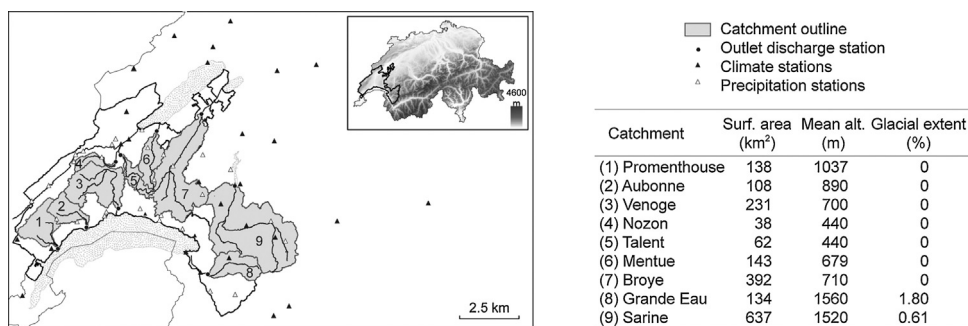 4600
m
4
3
2
1
5
6
7
9
8
2.5 km
Catchment outline
Outlet discharge station
Climate stations
Precipitation stations
Catchment Surf. area (km²) Mean alt. (m) Glacial extent (%)
(1) Promenthouse 138 1037 0
(2) Aubonne 108 890 0
(3) Venoge 231 700 0
(4) Nozon 38 440 0
(5) Talent 62 440 0
(6) Mentue 143 679 0
(7) Broye 392 710 0
(8) Grande Eau 134 1560 1.80
(9) Sarine 637 1520 0.61